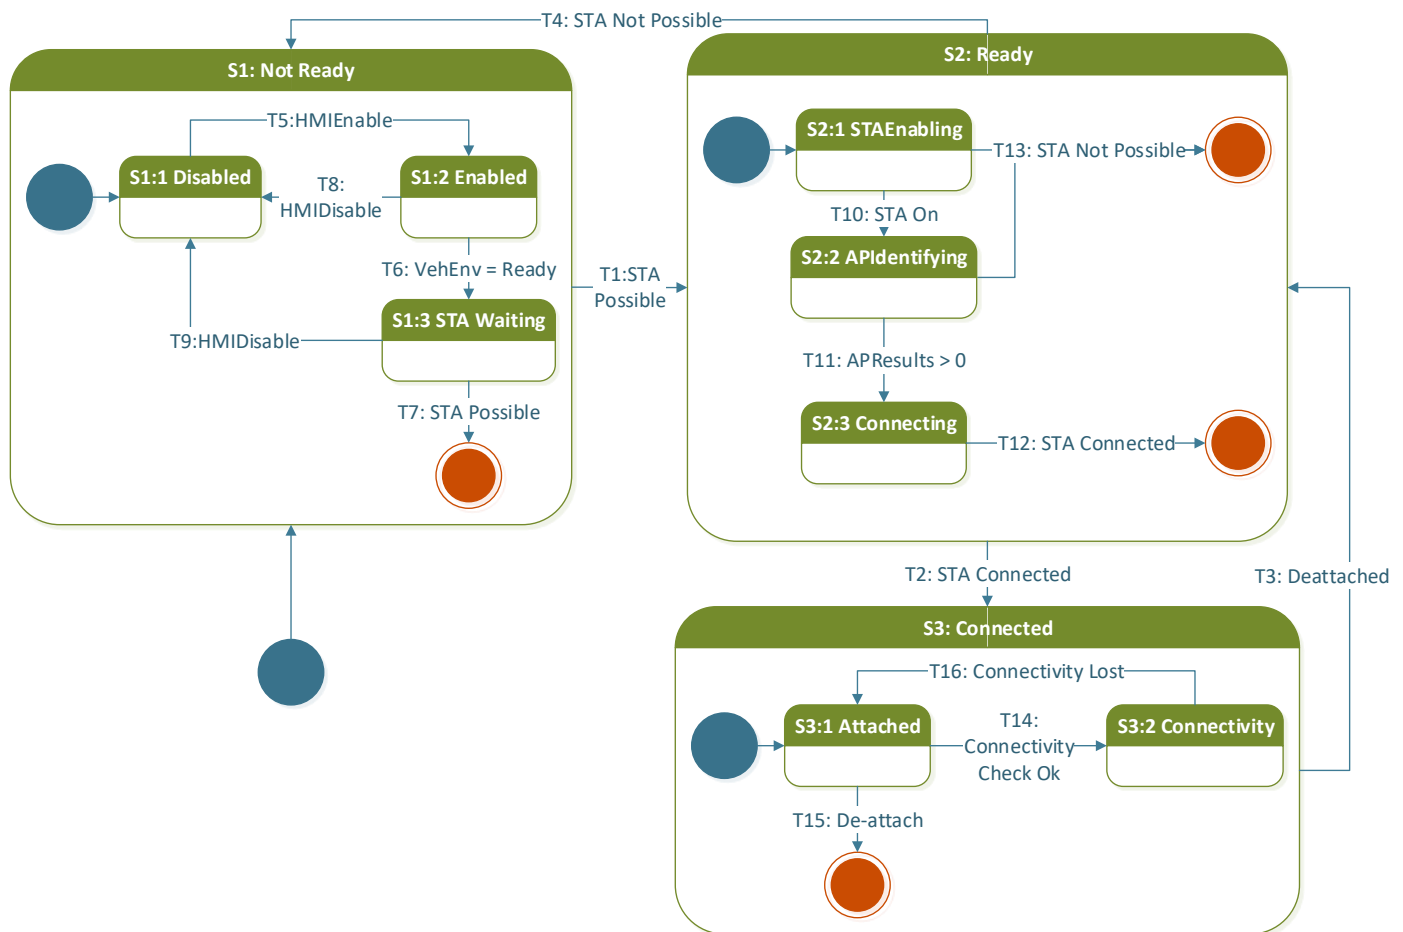 T4: STA Not Possible
S1: Not Ready
T5:HMIEnable
S1:1 Disabled
T8:
HMIDisable
S1:2 Enabled
T6: VehEnv = Ready
S1:3 STA Waiting
T9:HMIDisable
T7: STA Possible
T1:STA
Possible
S2: Ready
S2:1 STAEnabling
T13: STA Not Possible
T10: STA On
S2:2 APIdentifying
T11: APResults > 0
S2:3 Connecting
T12: STA Connected
T2: STA Connected
T3: Deattached
S3: Connected
T16: Connectivity Lost
S3:1 Attached
T14:
Connectivity
Check Ok
S3:2 Connectivity
T15: De-attach